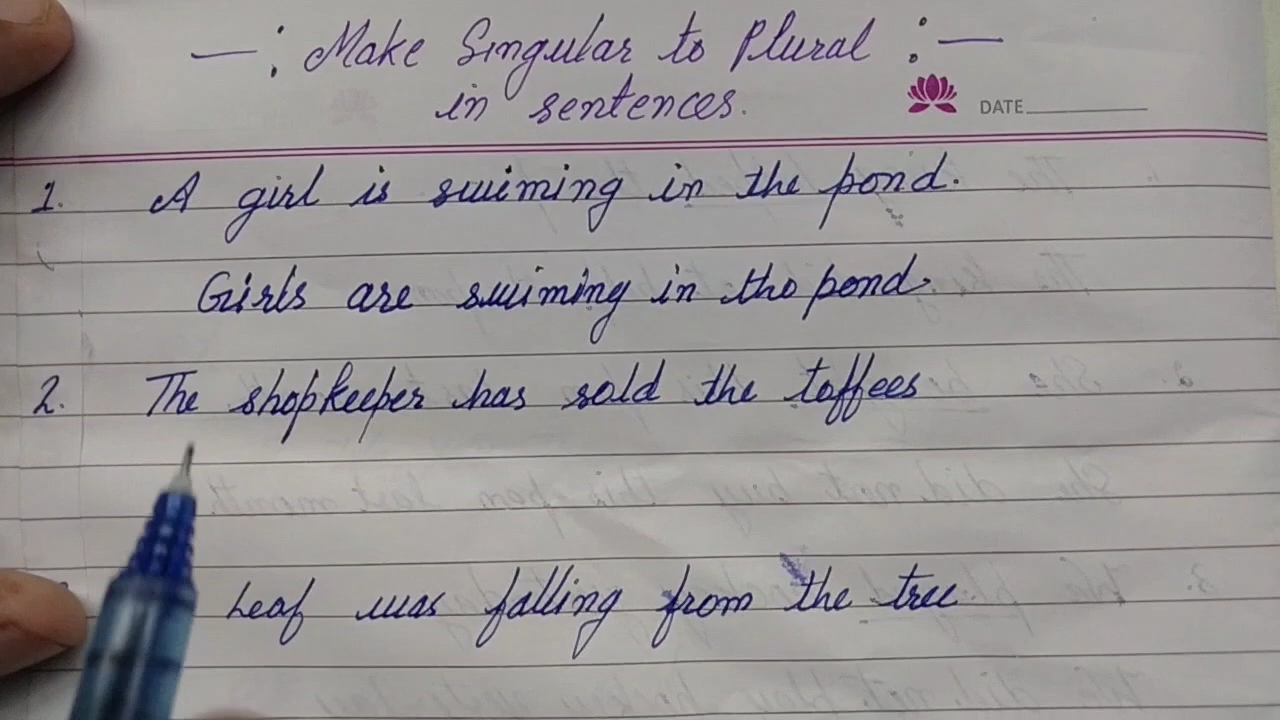 —: Make Singular to Plural :—
in sentences.
DATE
1. A girl is swiming in the pond.
Girls are swiming in the pond.
2. The shopkeeper has sold the toffees
Leaf was falling from the tree